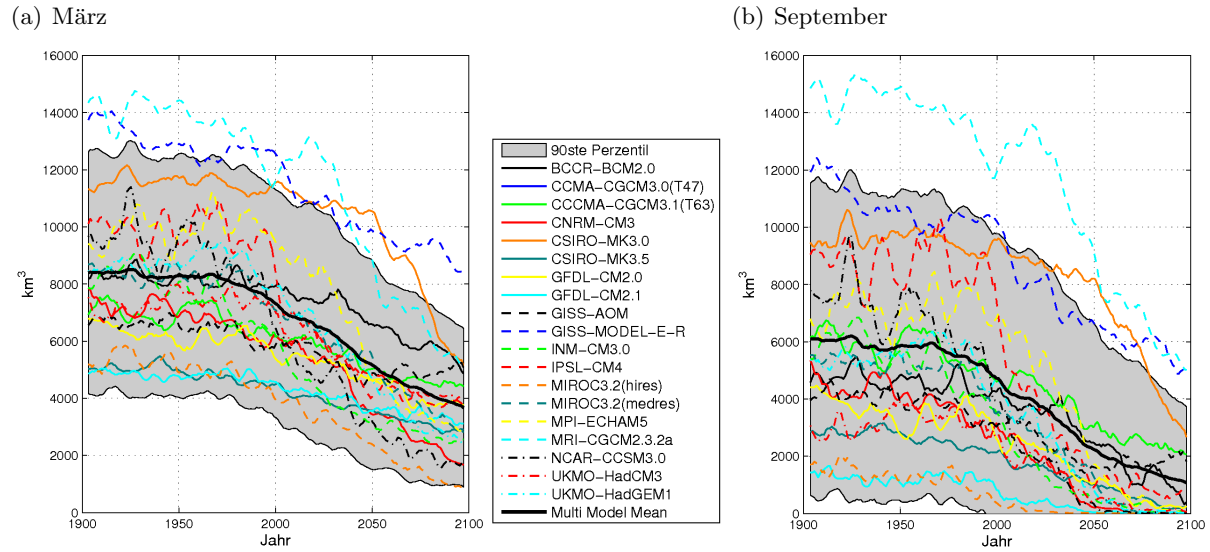 (a) März
(b) September
16000
14000
12000
10000
8000
6000
4000
2000
0
km³
1900
1950
2000
2050
2100
Jahr
90ste Perzentil
BCCR−BCM2.0
CCMA−CGCM3.0(T47)
CCCMA−CGCM3.1(T63)
CNRM−CM3
CSIRO−MK3.0
CSIRO−MK3.5
GFDL−CM2.0
GFDL−CM2.1
GISS−AOM
GISS−MODEL−E−R
INM−CM3.0
IPSL−CM4
MIROC3.2(hires)
MIROC3.2(medres)
MPI−ECHAM5
MRI−CGCM2.3.2a
NCAR−CCSM3.0
UKMO−HadCM3
UKMO−HadGEM1
Multi Model Mean
16000
14000
12000
10000
8000
6000
4000
2000
0
km³
1900
1950
2000
2050
2100
Jahr